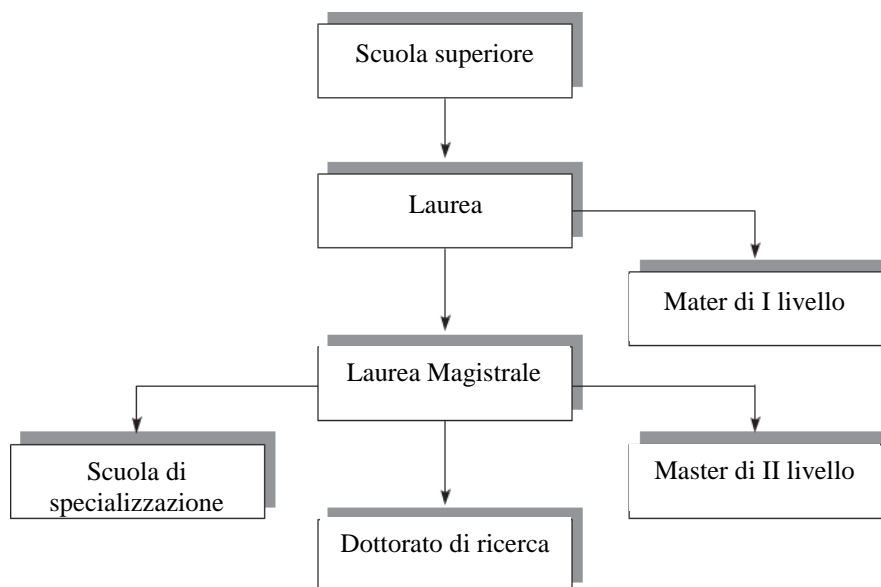 Scuola superiore
Laurea
Mater di I livello
Laurea Magistrale
Scuola di
specializzazione
Master di II livello
Dottorato di ricerca